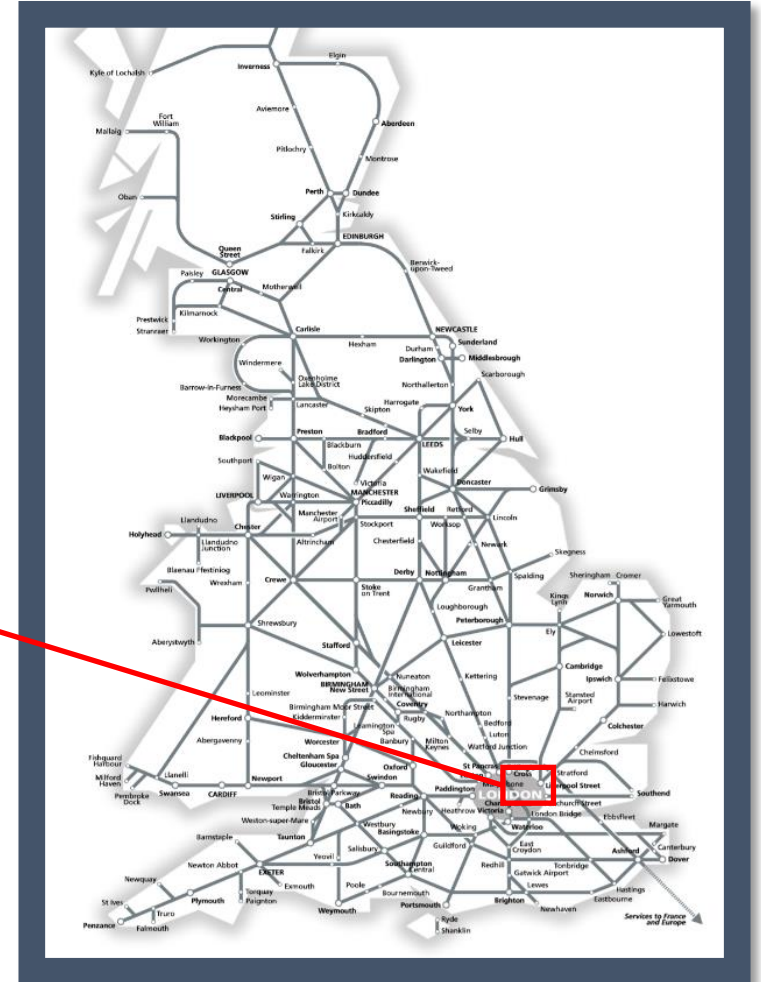 Kyle of Lochalsh
Inverness
Elgin
Aviemore
Aberdeen
Fort
William
Mallaig
Pitlochry
Montrose
Perth
Dundee
Oban
Stirling
Kirkcaldy
Queen
Street
Falkirk
EDINBURGH
Berwick-
upon-Tweed
Paisley
GLASGOW
Central
Motherwell
Prestwick
Kilmarnock
Stranraer
Carlisle
NEWCASTLE
Workington
Hexham
Durham
Sunderland
Darlington
Middlesbrough
Windermere
Oxenholme
Lake District
Northallerton
Scarborough
Barrow-in-Furness
Morecambe
Heysham Port
Lancaster
Harrogate
Skipton
York
Blackpool
Preston
Bradford
Selby
Hull
Blackburn
LEEDS
Huddersfield
Southport
Bolton
Wakefield
Wigan
Victoria
Doncaster
LIVERPOOL
Warrington
MANCHESTER
Piccadilly
Grimsby
Manchester
Airport
Sheffield
Retford
Llandudno
Stockport
Worksop
Lincoln
Holyhead
Chester
Llandudno
Junction
Altrincham
Chesterfield
Newark
Skegness
Blaenau Ffestiniog
Derby
Nottingham
Pwllheli
Wrexham
Crewe
Stoke
on Trent
Grantham
Spalding
Sheringham
Cromer
Kings
Lynn
Norwich
Great
Yarmouth
Loughborough
Shrewsbury
Peterborough
Ely
Lowestoft
Aberystwyth
Stafford
Leicester
Wolverhampton
BIRMINGHAM
New Street
Nuneaton
Kettering
Cambridge
Birmingham
International
Ipswich
Felixstowe
Leominster
Birmingham Moor Street
Coventry
Stevenage
Stansted
Airport
Harwich
Hereford
Kidderminster
Rugby
Northampton
Leamington
Spa
Bedford
Colchester
Abergavenny
Worcester
Banbury
Milton
Keynes
Luton
Cheltenham Spa
Watford Junction
Chelmsford
Fishguard
Harbour
Gloucester
Oxford
St Pancras
Cross
Stratford
Milford
Haven
Llanelli
Newport
Swindon
Liverpool Street
Pembroke
Dock
Swansea
CARDIFF
Bristol Parkway
Reading
Paddington
LO
DON
Southend
Bristol
Temple Meads
Bath
Newbury
Heathrow
Victoria
London Bridge
Ebbsfleet
Weston-super-Mare
Westbury
Basingstoke
Woking
Waterloo
Margate
Barnstaple
Taunton
Salisbury
Guildford
East
Croydon
Ashford
Canterbury
Newton Abbot
Yeovil
Southampton
Central
Redhill
Tonbridge
Dover
EXETER
Gatwick Airport
Newquay
Exmouth
Poole
Lewes
Hastings
Plymouth
Torquay
Paignton
Bournemouth
Eastbourne
St Ives
Truro
Weymouth
Portsmouth
Brighton
Newhaven
Penzance
Falmouth
Ryde
Shanklin
Services to France
and Europe